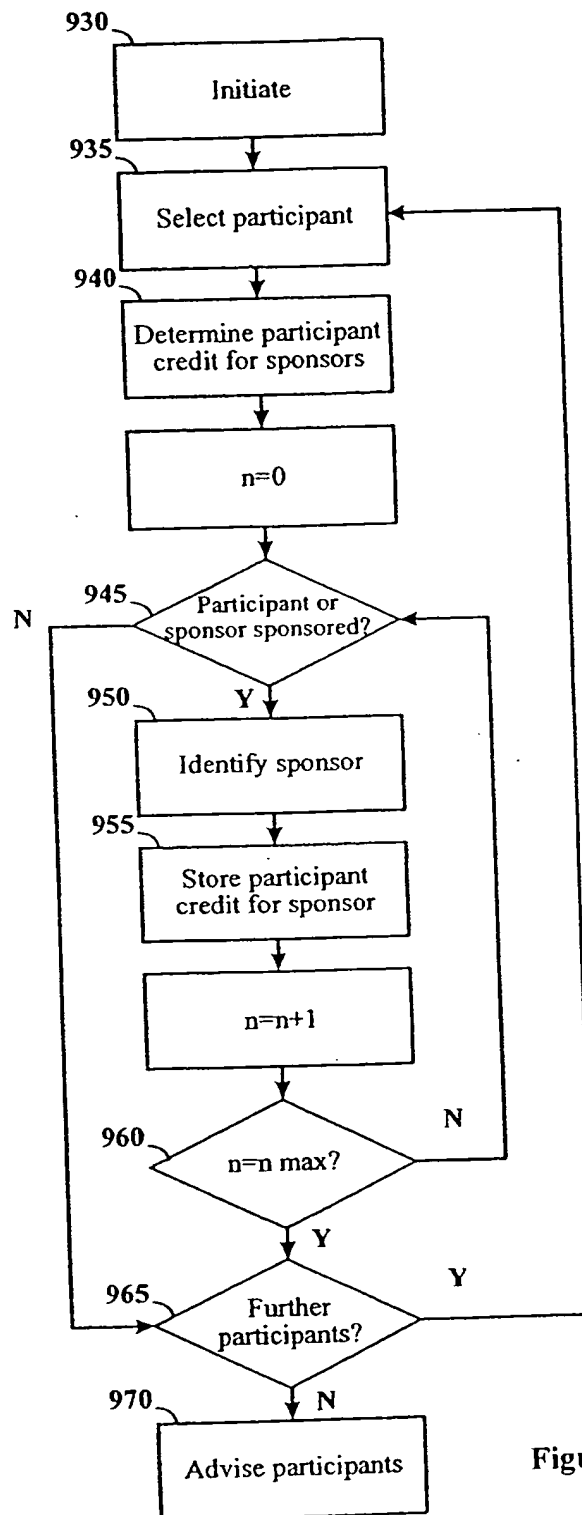 930
Initiate
935
Select participant
940
Determine participant
credit for sponsors
n=0
945
N
Participant or
sponsor sponsored?
Y
950
Identify sponsor
955
Store participant
credit for sponsor
n=n+1
960
N
n=n max?
Y
965
Y
Further
participants?
N
970
Advise participants
Figu